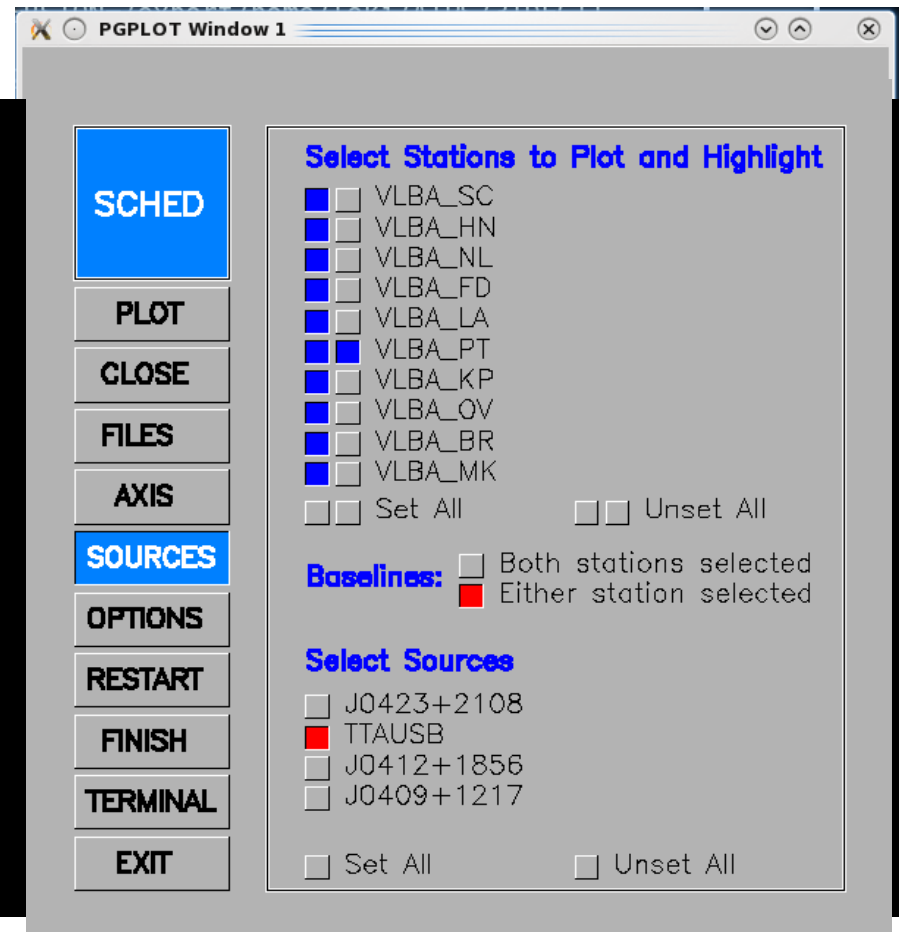 PGPLOT Window 1
SCHED
PLOT
CLOSE
FILES
AXIS
SOURCES
OPTIONS
RESTART
FINISH
TERMINAL
EXIT
Select Stations to Plot and Highlight
VLBA_SC
VLBA_HN
VLBA_NL
VLBA_FD
VLBA_LA
VLBA_PT
VLBA_KP
VLBA_OV
VLBA_BR
VLBA_MK
Set All Unset All
Baselines: Both stations selected
Either station selected
Select Sources
J0423+2108
TTAUSB
J0412+1856
J0409+1217
Set All Unset All